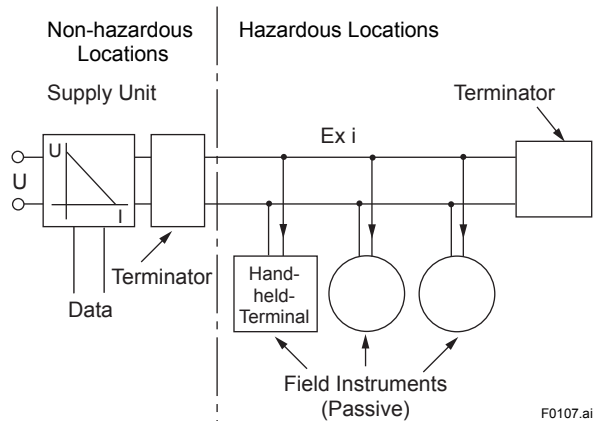 Non-hazardous
Locations
Hazardous Locations
Supply Unit
Terminator
Ex i
U
U
I
Terminator
Data
Hand-
held-
Terminal
Field Instruments
(Passive)
F0107.ai